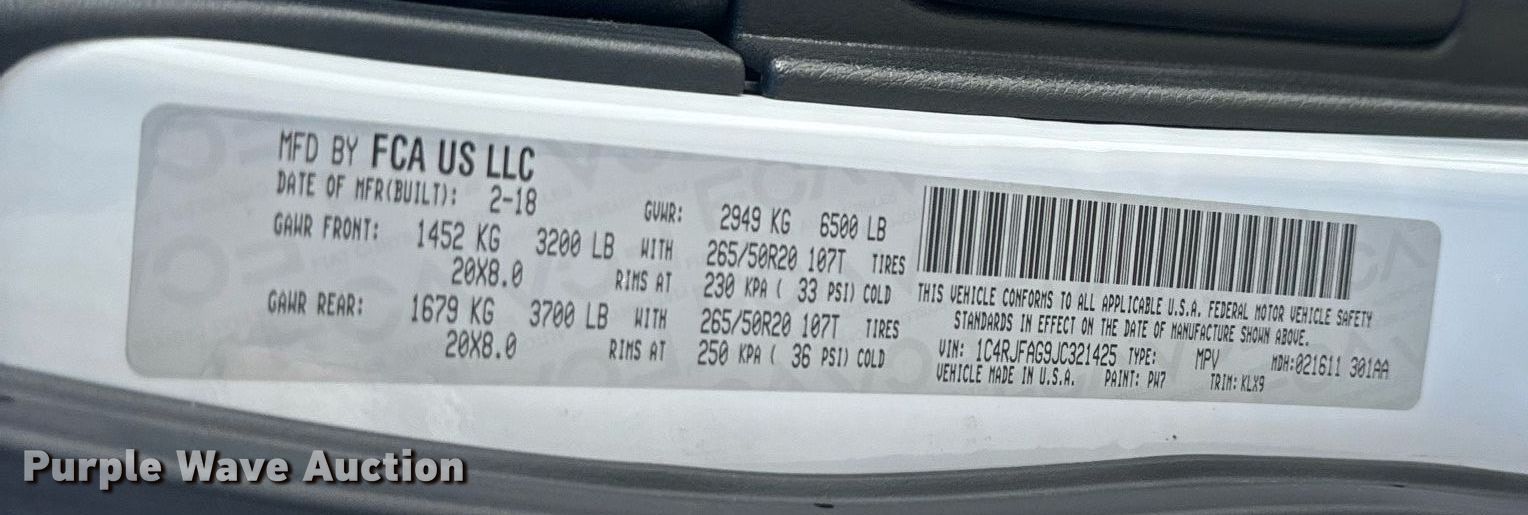 MFD BY FCA US LLC
DATE OF MFR(BUILT): 2-18 GVWR: 2949 KG 6500 LB
GAWR FRONT: 1452 KG 3200 LB WITH 265/50R20 107T TIRES
20X8.0 RIMS AT 230 KPA ( 33 PSI) COLD
GAWR REAR: 1679 KG 3700 LB WITH 265/50R20 107T TIRES
20X8.0 RIMS AT 250 KPA ( 36 PSI) COLD
THIS VEHICLE CONFORMS TO ALL APPLICABLE U.S.A. FEDERAL MOTOR VEHICLE SAFETY
STANDARDS IN EFFECT ON THE DATE OF MANUFACTURE SHOWN ABOVE.
VIN: 1C4RJFAG9JC321425 TYPE: MPV MDH:021611 301AA
VEHICLE MADE IN U.S.A. PAINT: PW7 TRIM: KLX9
Purple Wave Auction